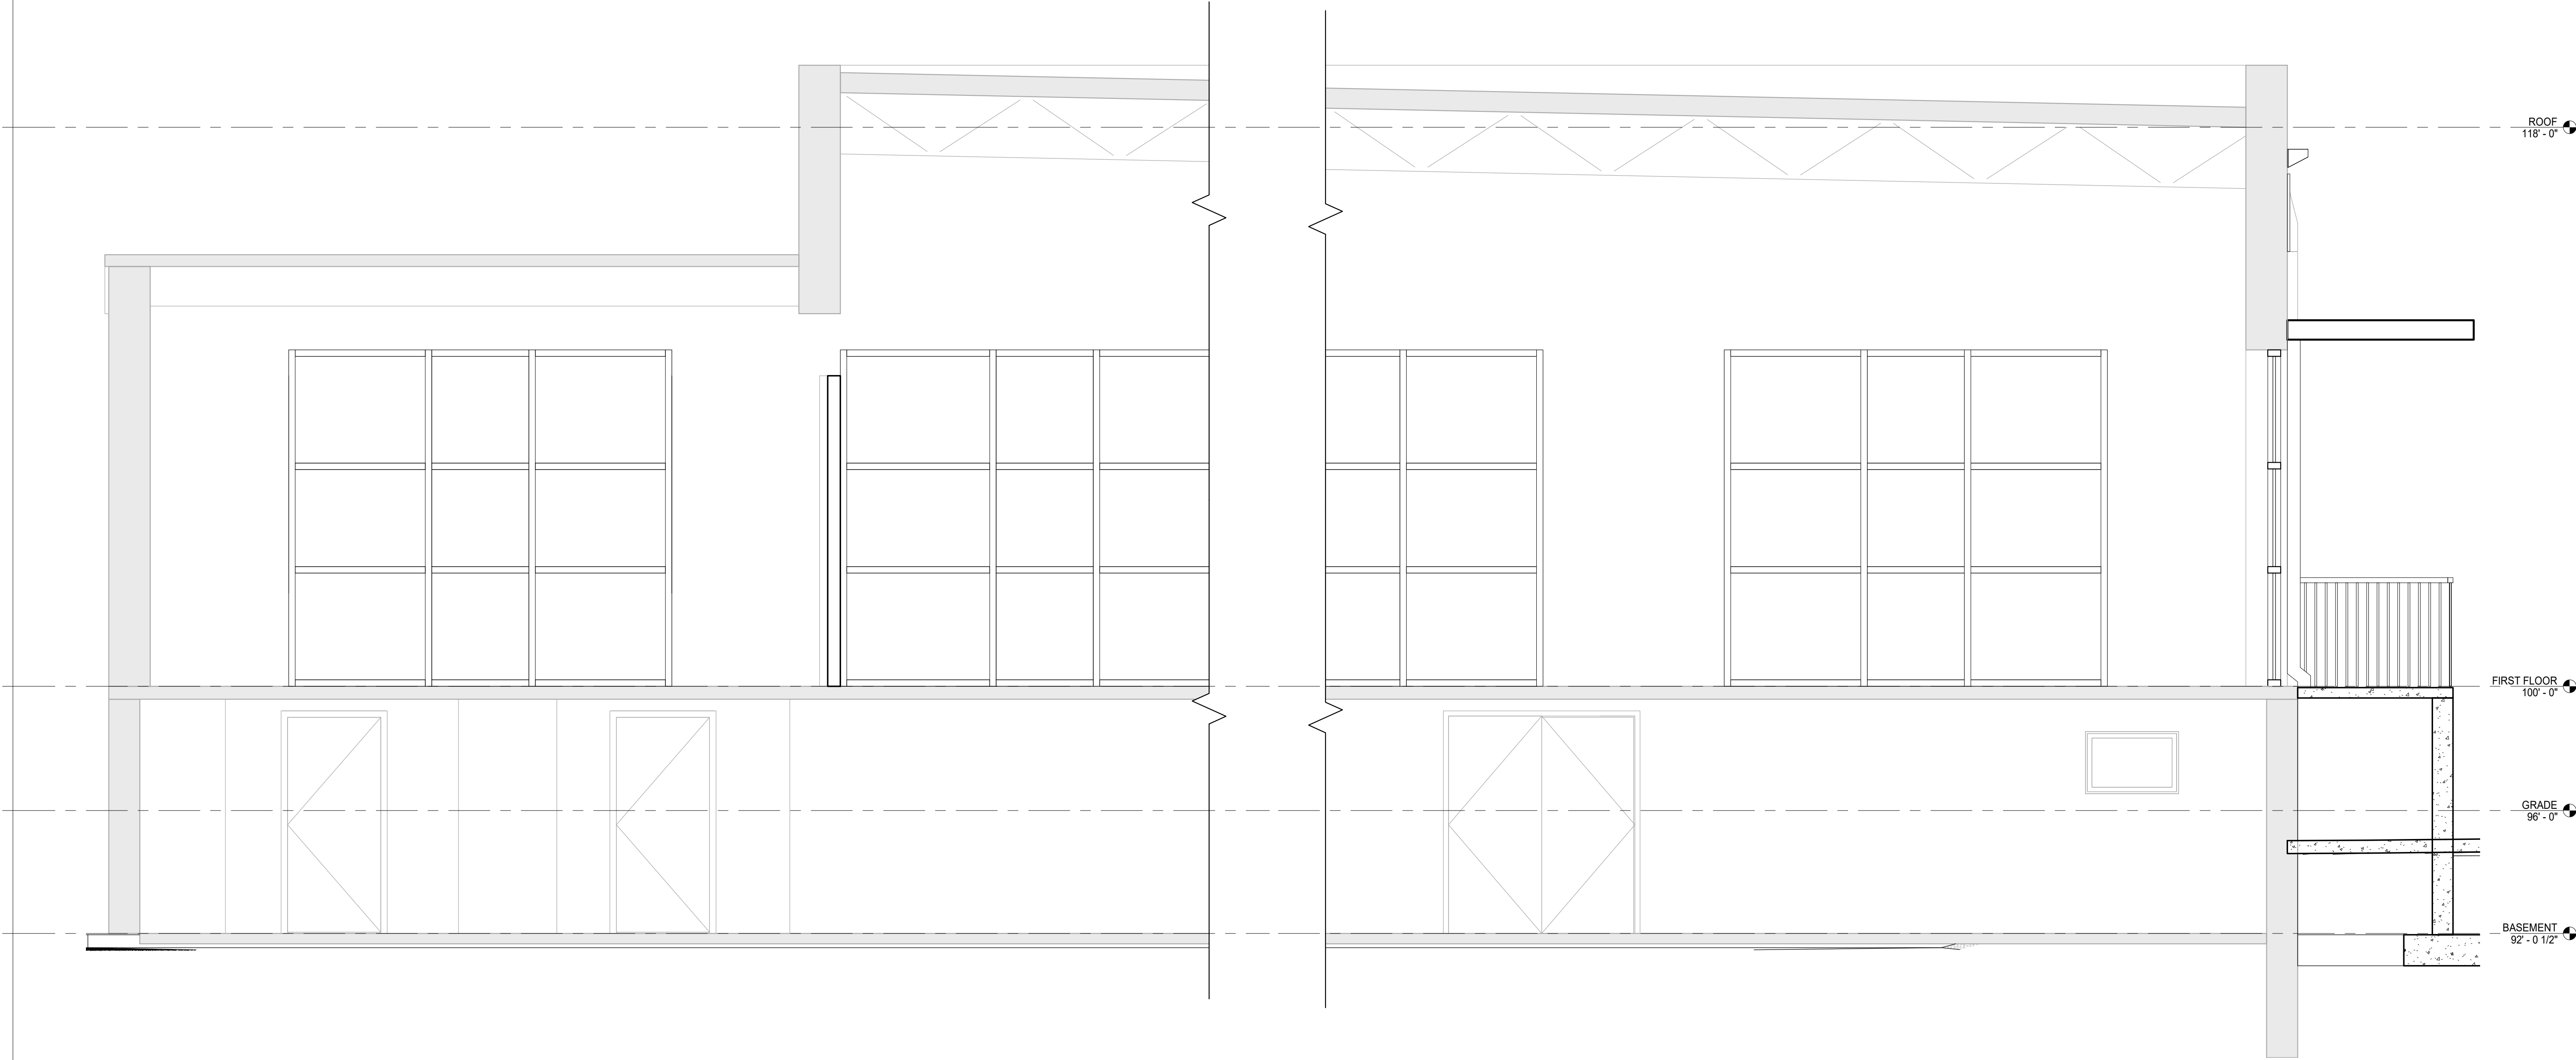 ROOF
118' - 0"
FIRST FLOOR
100' - 0"
GRADE
96' - 0"
BASEMENT
92' - 0 1/2"